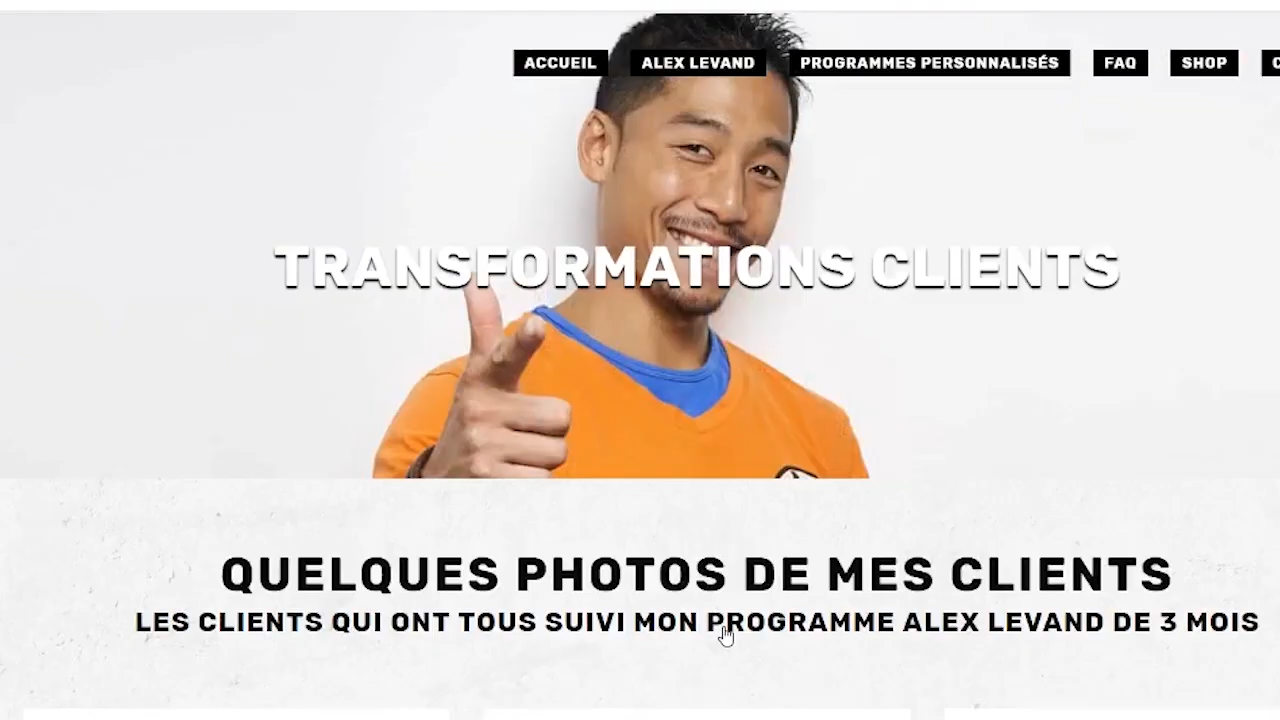 ACCUEIL
ALEX LEVAND
PROGRAMMES PERSONNALISÉS
FAQ
SHOP
TRANSFORMATIONS CLIENTS
QUELQUES PHOTOS DE MES CLIENTS
LES CLIENTS QUI ONT TOUS SUIVI MON PROGRAMME ALEX LEVAND DE 3 MOIS